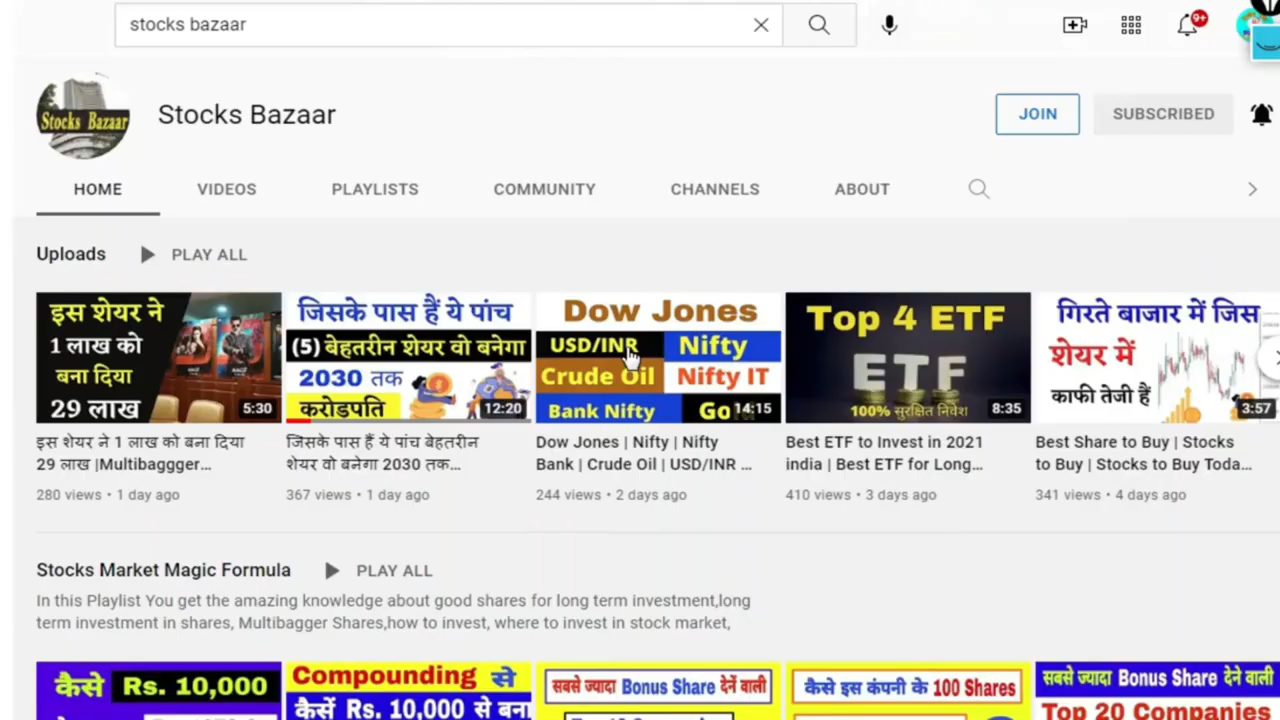 stocks bazaar
9+
Stocks Bazaar
Stocks Bazaar
JOIN
SUBSCRIBED
HOME
VIDEOS
PLAYLISTS
COMMUNITY
CHANNELS
ABOUT
Uploads
PLAY ALL
इस शेयर ने
1 लाख को
बना दिया
29 लाख
5:30
जिसके पास हैं ये पांच
(5) बेहतरीन शेयर वो बनेगा
2030 तक
करोडपति
12:20
Dow Jones
USD/INR
Nifty
Crude Oil
Nifty IT
Bank Nifty
Go
14:15
Top 4 ETF
ETF
100% सुरक्षित निवेश
8:35
गिरते बाजार में जिस
शेयर में
काफी तेजी हैं
3:57
इस शेयर ने 1 लाख को बना दिया
29 लाख |Multibaggger...
280 views • 1 day ago
जिसके पास हैं ये पांच बेहतरीन
शेयर वो बनेगा 2030 तक...
367 views • 1 day ago
Dow Jones | Nifty | Nifty
Bank | Crude Oil | USD/INR ...
244 views • 2 days ago
Best ETF to Invest in 2021
india | Best ETF for Long...
410 views • 3 days ago
Best Share to Buy | Stocks
to Buy | Stocks to Buy Toda...
341 views • 4 days ago
Stocks Market Magic Formula
PLAY ALL
In this Playlist You get the amazing knowledge about good shares for long term investment,long
term investment in shares, Multibagger Shares,how to invest, where to invest in stock market,
कैसे Rs. 10,000
Compounding से
कैसें Rs. 10,000 से बना
सबसे ज्यादा Bonus Share देनें वाली
कैसे इस कंपनी के 100 Shares
सबसे ज्यादा Bonus Share देने वाली
Top 20 Companies